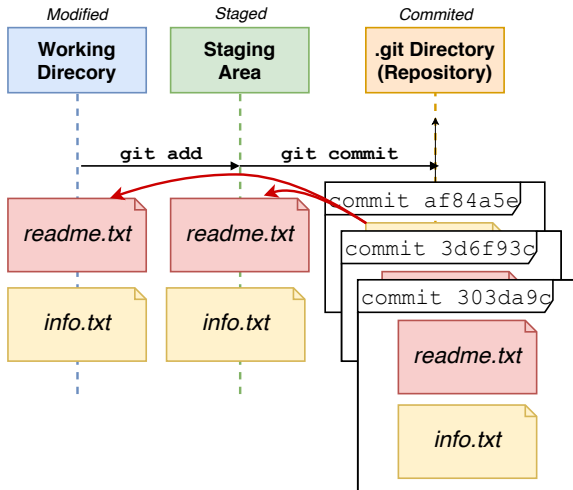 Modified
Staged
Commited
Working
Direcory
Staging
Area
.git Directory
(Repository)
git add
git commit
commit af84a5e
readme.txt
readme.txt
commit 3d6f93c
info.txt
info.txt
commit 303da9c
readme.txt
info.txt